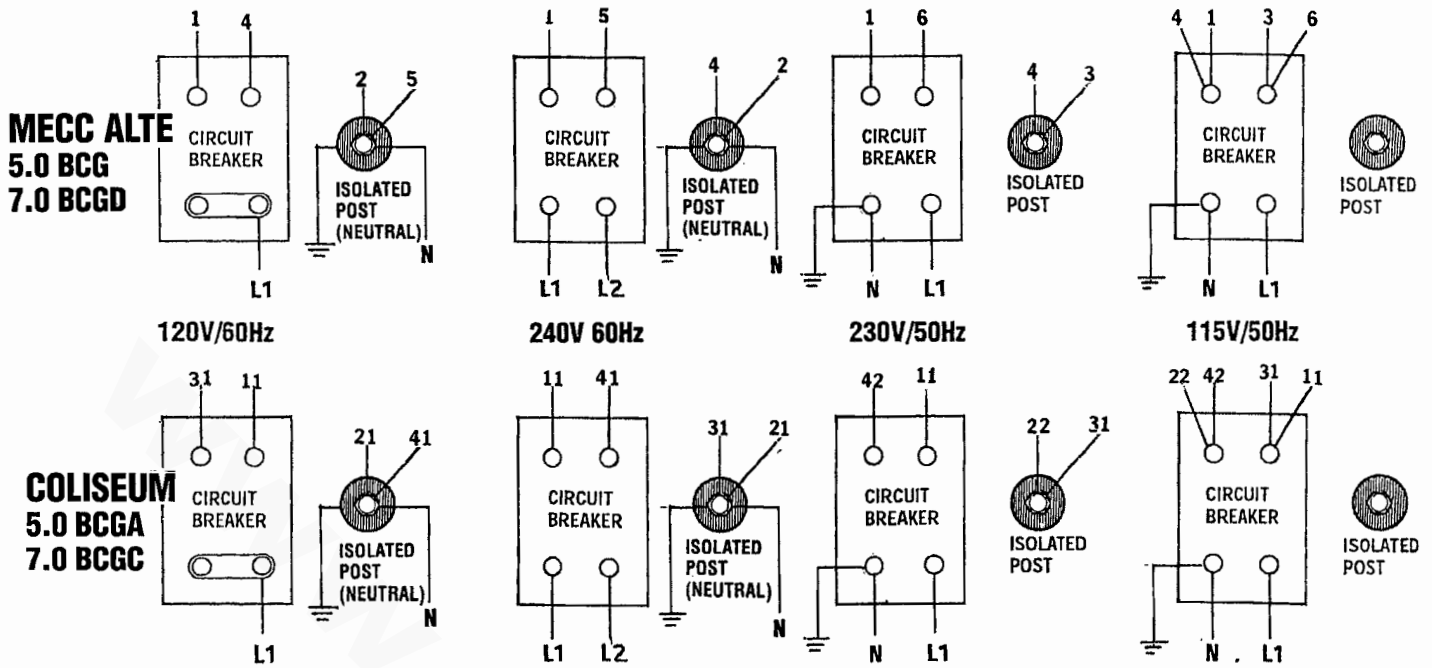 1 4
2 5
1 5
4 2
1 6
4 3
4 1 3 6
MECC ALTE
5.0 BCG
7.0 BCGD
CIRCUIT
BREAKER
ISOLATED
POST
(NEUTRAL)
N
L1
CIRCUIT
BREAKER
ISOLATED
POST
(NEUTRAL)
N
L1 L2
CIRCUIT
BREAKER
ISOLATED
POST
N L1
CIRCUIT
BREAKER
ISOLATED
POST
N L1
120V/60Hz
240V 60Hz
230V/50Hz
115V/50Hz
31 11
21 41
11 41
31 21
42 11
22 31
22 42 31 11
COLISEUM
5.0 BCGA
7.0 BCGC
CIRCUIT
BREAKER
ISOLATED
POST
(NEUTRAL)
N
L1
CIRCUIT
BREAKER
ISOLATED
POST
(NEUTRAL)
N
L1 L2
CIRCUIT
BREAKER
ISOLATED
POST
N L1
CIRCUIT
BREAKER
ISOLATED
POST
N L1